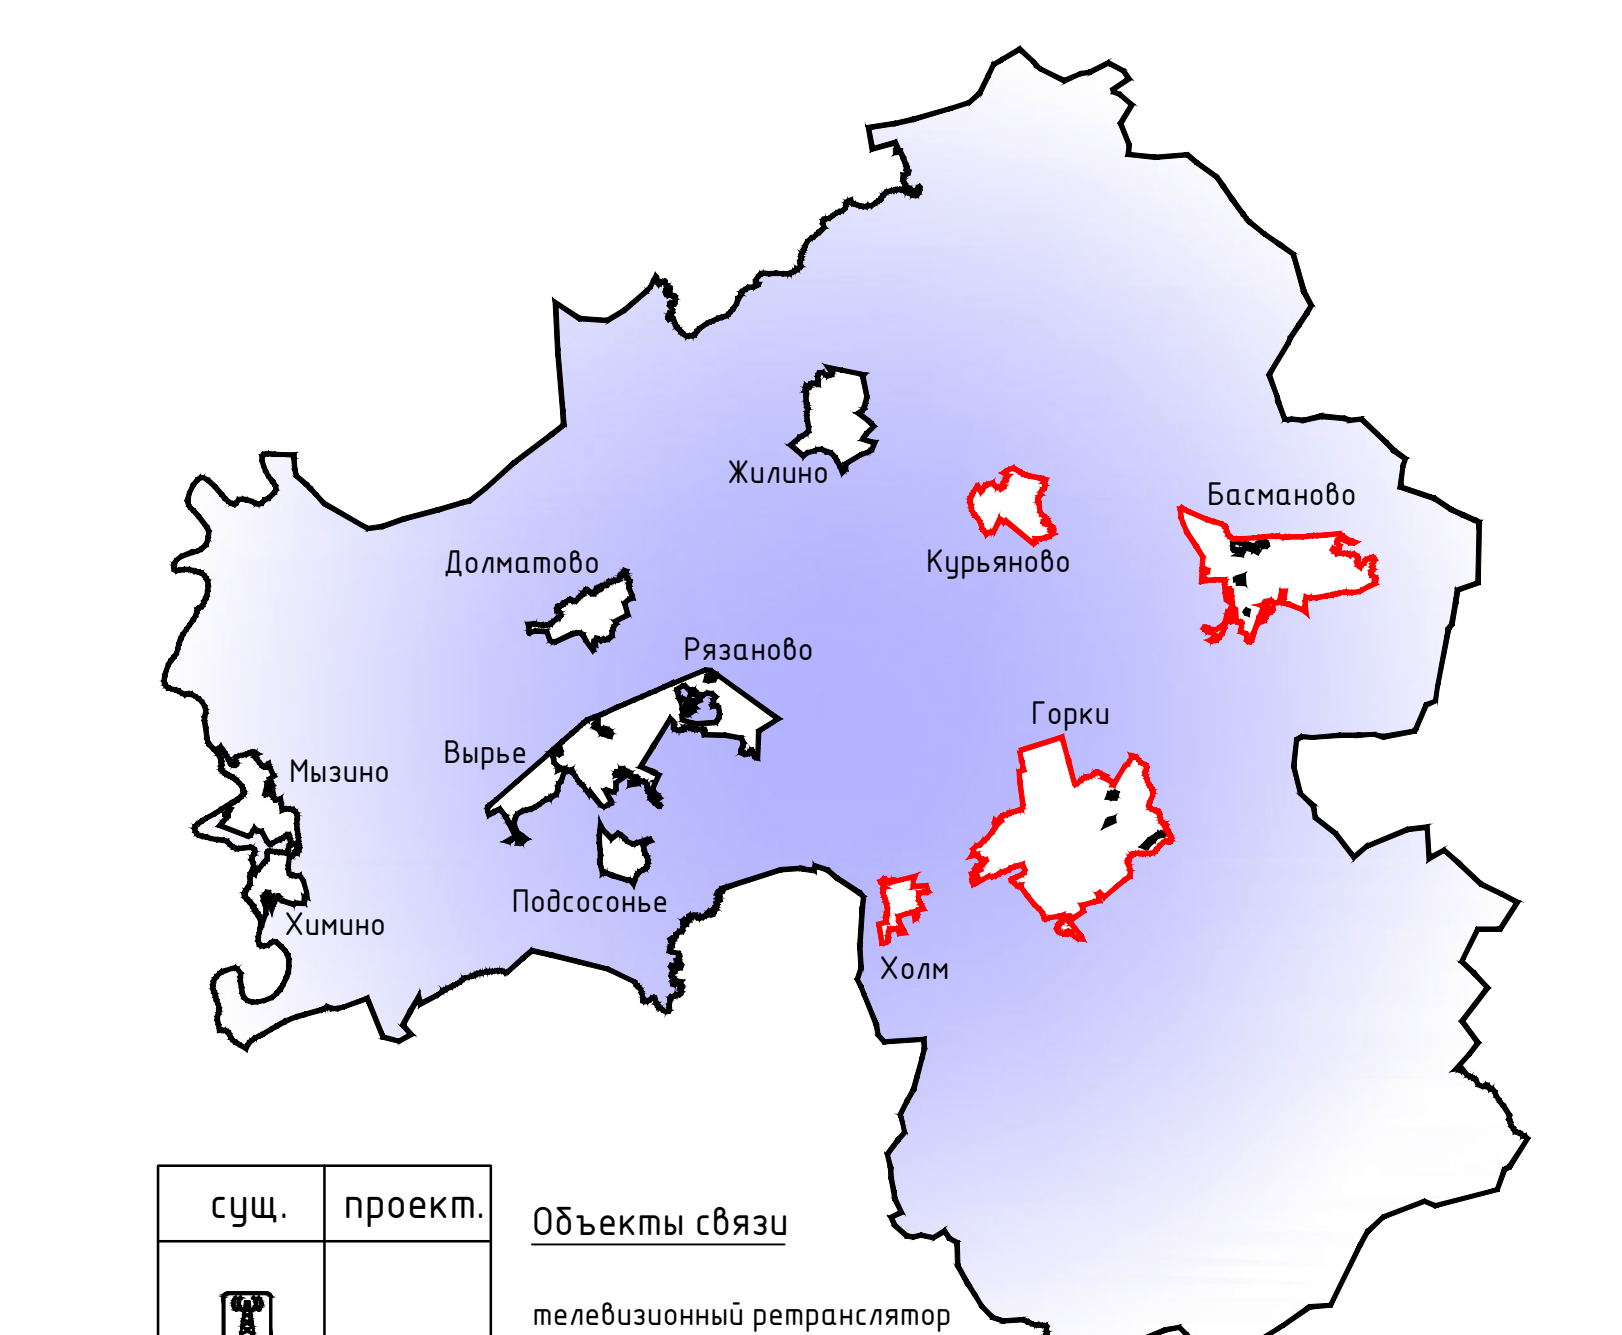 Жилино
Басманово
Курьяново
Долматово
Рязаново
Горки
Вырье
Мызино
Подсосонье
Химино
Холм
сущ. проект.
Объекты связи
телевизионный ретранслятор